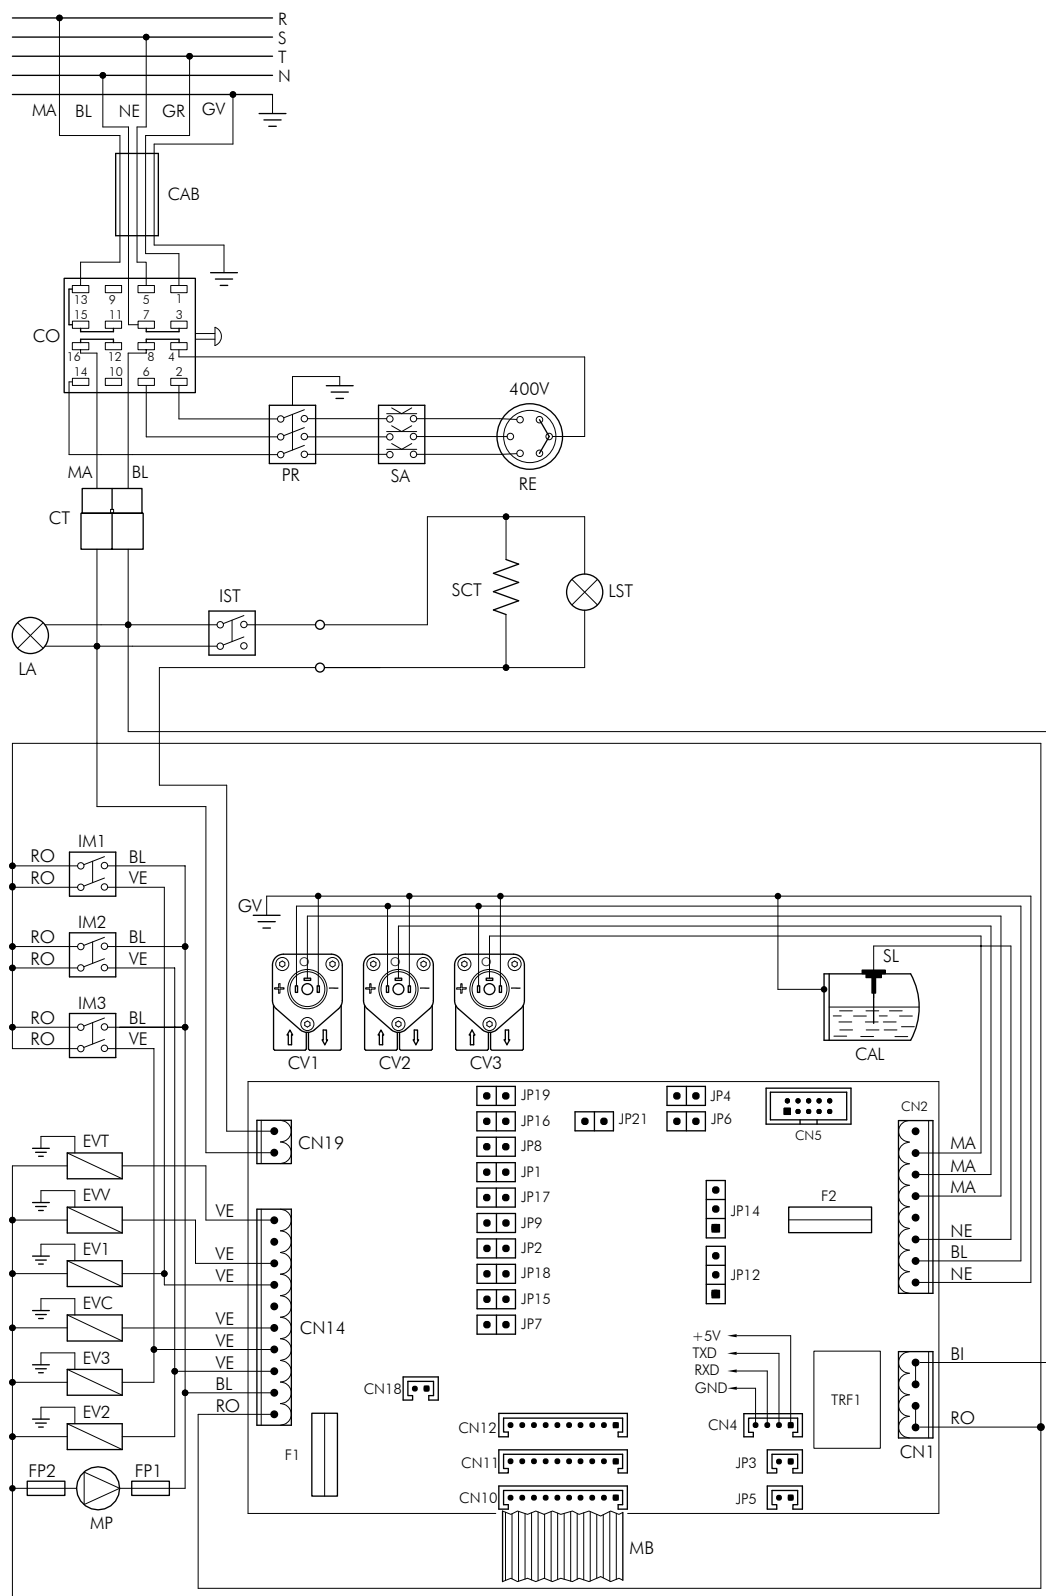 R
S
T
N
MA BL NE GR GV
CAB
13 9 5 1
15 11 7 3
CO
16 12 8 4
14 10 6 2
400V
PR SA RE
MA BL
CT
IST
SCT LST
LA
IM1
RO BL
RO VE
IM2
RO BL
RO VE
IM3
RO BL
RO VE
GV
SL
CV1 CV2 CV3 CAL
JP19 JP4
JP16 JP21 JP6
CN5
CN2
CN19
JP8
MA
JP1
MA
JP17
MA
JP14
F2
JP9
NE
JP2
BL
JP18
NE
JP12
JP15
JP7
EVT
VE
EVV
VE
EV1
VE
EVC
VE
CN14
EV3
VE
VE
EV2
BL
RO
+5V
TXD
RXD
GND
BI
TRF1
RO
CN18
CN12
CN4
CN1
F1
CN11
JP3
CN10
JP5
FP2 FP1
MP
MB